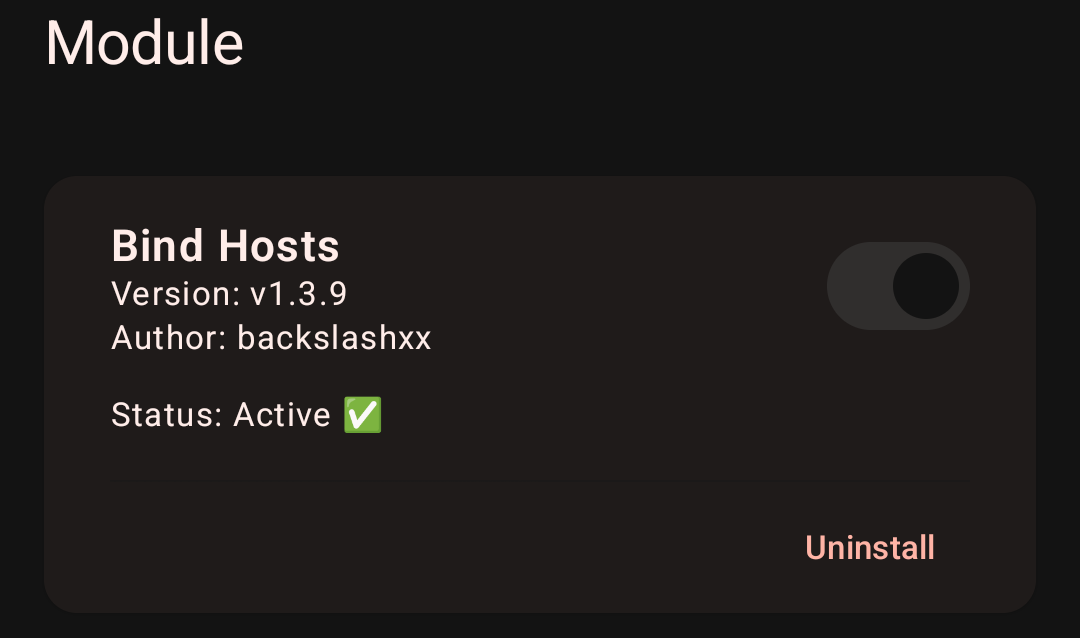 Module
Bind Hosts
Version: v1.3.9
Author: backslashxx
Status: Active ✅
Uninstall